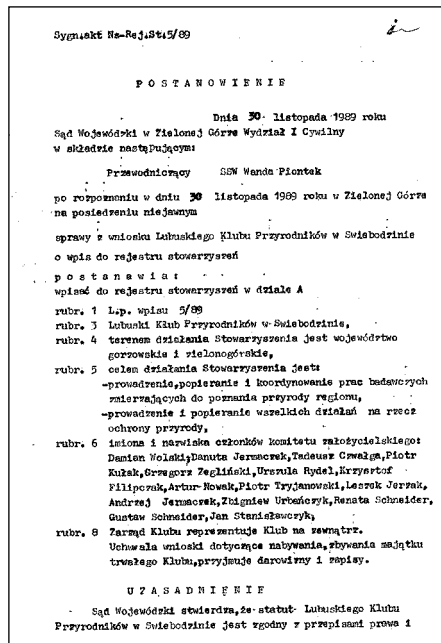 Sygn.akt Ns-Rej.St.5/89
P O S T A N O W I E N I E
Dnia 30 listopada 1989 roku
Sąd Wojewódzki w Zielonej Górze Wydział I Cywilny
w składzie następującym:
Przewodniczący SSW Wanda Piontek
po rozpoznaniu w dniu 30 listopada 1989 roku w Zielonej Górze
na posiedzeniu niejawnym
sprawy z wniosku Lubuskiego Klubu Przyrodników w Swiebodzinie
o wpis do rejestru stowarzyszeń
p o s t a n a w i a :
wpisać do rejestru stowarzyszeń w dziale A
rubr. 1 L.p. wpisu 5/89
rubr. 3 Lubuski Klub Przyrodników w Swiebodzinie,
rubr. 4 terenem działania Stowarzyszenia jest województwo
gorzowskie i zielonogórskie,
rubr. 5 celem działania Stowarzyszenia jest:
-prowadzenie,popieranie i koordynowanie prac badawczych
zmierzających do poznania przyrody regionu,
-prowadzenie i popieranie wszelkich działań na rzecz
ochrony przyrody,
rubr. 6 imiona i nazwiska członków komitetu założycielskiego:
Damian Wolski,Danuta Jermaczek,Tadeusz Czwałga,Piotr
Kułak,Grzegorz Zegliński,Urszula Rydel,Krzysztof
Filipczak,Artur Nowak,Piotr Tryjanowski,Leszek Jerzak,
Andrzej Jermaczek,Zbigniew Urbańczyk,Renata Schneider,
Gustaw Schneider,Jan Stanisławczyk,
rubr. 8 Zarząd Klubu reprezentuje Klub na zewnątrz.
Uchwala wnioski dotyczące nabywania,zbywania majątku
trwałego Klubu,przyjmuje darowizny i zapisy.
U Z A S A D N I E N I E
Sąd Wojewódzki stwierdza,że statut Lubuskiego Klubu
Przyrodników w Swiebodzinie jest zgodny z przepisami prawa i